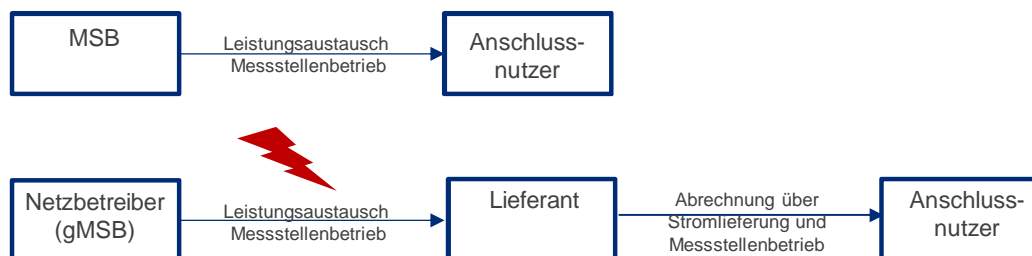 MSB
Leistungsaustausch
Messstellenbetrieb
Anschluss-
nutzer
Netzbetreiber
(gMSB)
Leistungsaustausch
Messstellenbetrieb
Lieferant
Abrechnung über
Stromlieferung und
Messstellenbetrieb
Anschluss-
nutzer